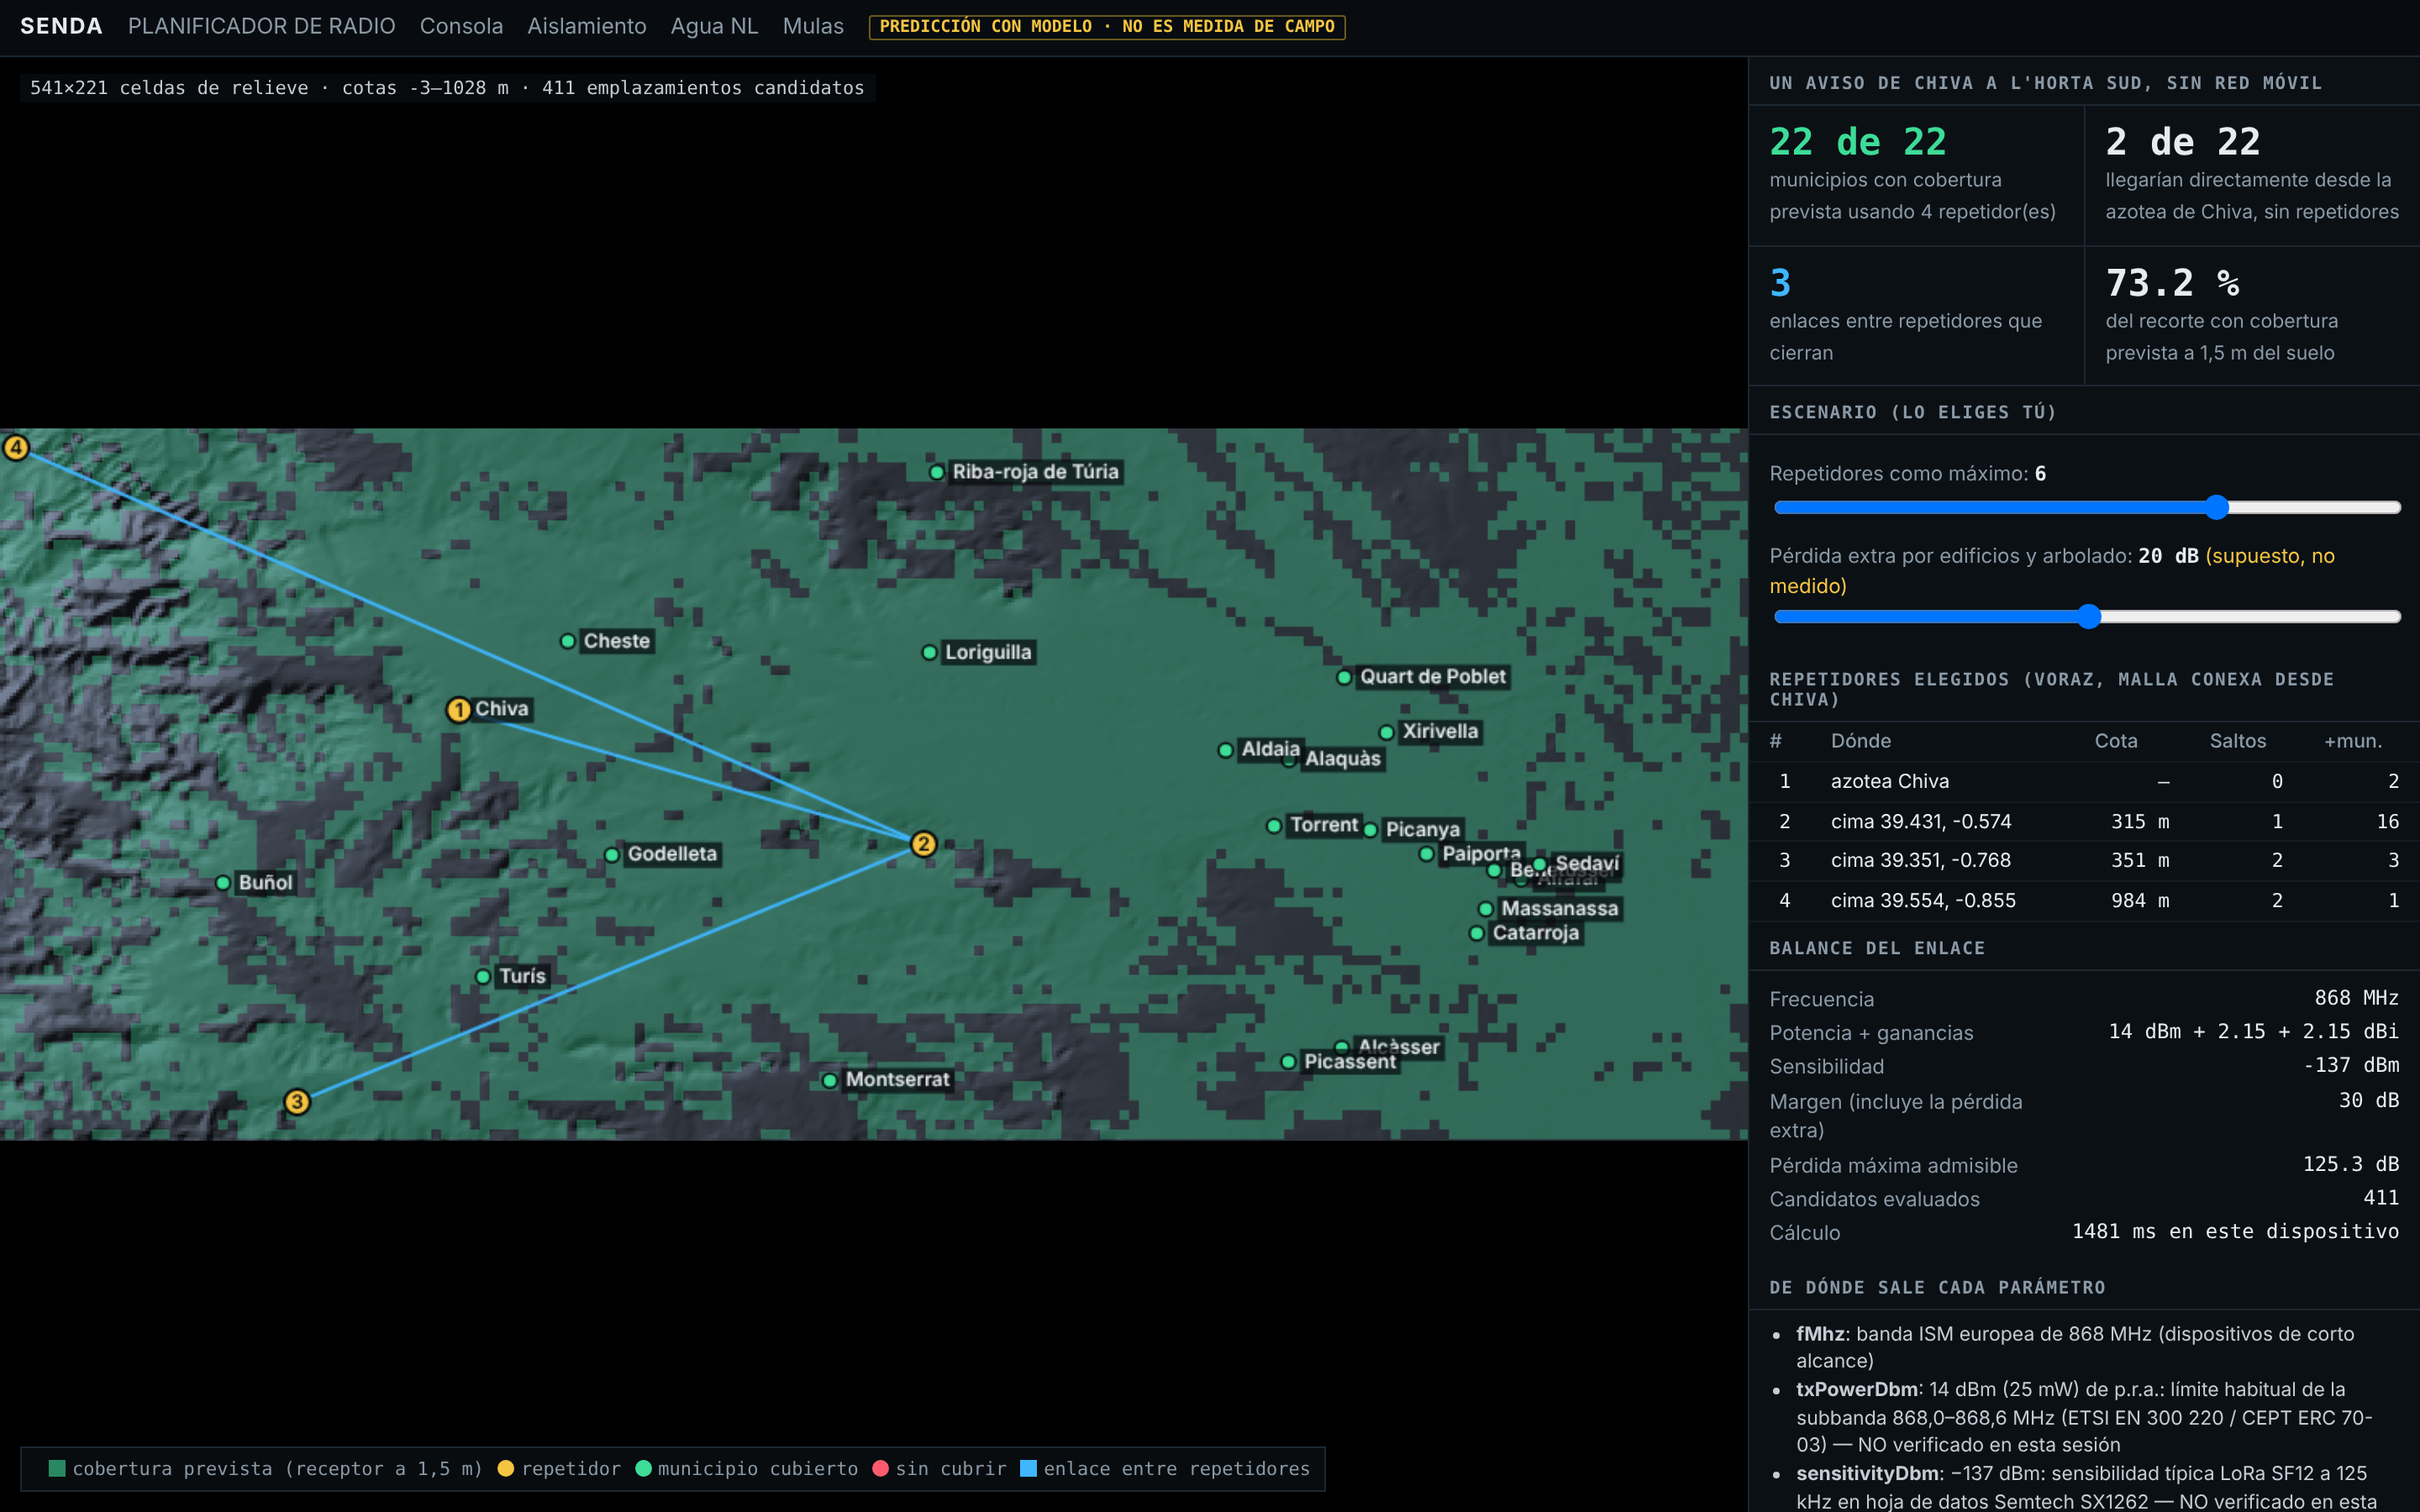 SENDA PLANIFICADOR DE RADIO Consola Aislamiento Agua NL Mulas PREDICCIÓN CON MODELO · NO ES MEDIDA DE CAMPO
541×221 celdas de relieve · cotas -3–1028 m · 411 emplazamientos candidatos
4
Riba-roja de Túria
Cheste
Loriguilla
Quart de Poblet
1 Chiva
Xirivella
Aldaia
Alaquàs
Torrent
Picanya
2
Godelleta
Paiporta
Sedaví
Buñol
Massanassa
Catarroja
Turís
Alcàsser
Picassent
Montserrat
3
cobertura prevista (receptor a 1,5 m) repetidor municipio cubierto sin cubrir enlace entre repetidores
UN AVISO DE CHIVA A L'HORTA SUD, SIN RED MÓVIL
22 de 22
municipios con cobertura
prevista usando 4 repetidor(es)
2 de 22
llegarían directamente desde la
azotea de Chiva, sin repetidores
3
enlaces entre repetidores que
cierran
73.2 %
del recorte con cobertura
prevista a 1,5 m del suelo
ESCENARIO (LO ELIGES TÚ)
Repetidores como máximo: 6
Pérdida extra por edificios y arbolado: 20 dB (supuesto, no
medido)
REPETIDORES ELEGIDOS (VORAZ, MALLA CONEXA DESDE
CHIVA)
# Dónde Cota Saltos +mun.
1 azotea Chiva — 0 2
2 cima 39.431, -0.574 315 m 1 16
3 cima 39.351, -0.768 351 m 2 3
4 cima 39.554, -0.855 984 m 2 1
BALANCE DEL ENLACE
Frecuencia 868 MHz
Potencia + ganancias 14 dBm + 2.15 + 2.15 dBi
Sensibilidad -137 dBm
Margen (incluye la pérdida 30 dB
extra)
Pérdida máxima admisible 125.3 dB
Candidatos evaluados 411
Cálculo 1481 ms en este dispositivo
DE DÓNDE SALE CADA PARÁMETRO
• fMhz: banda ISM europea de 868 MHz (dispositivos de corto
alcance)
• txPowerDbm: 14 dBm (25 mW) de p.r.a.: límite habitual de la
subbanda 868,0–868,6 MHz (ETSI EN 300 220 / CEPT ERC 70-
03) — NO verificado en esta sesión
• sensitivityDbm: −137 dBm: sensibilidad típica LoRa SF12 a 125
kHz en hoja de datos Semtech SX1262 — NO verificado en esta